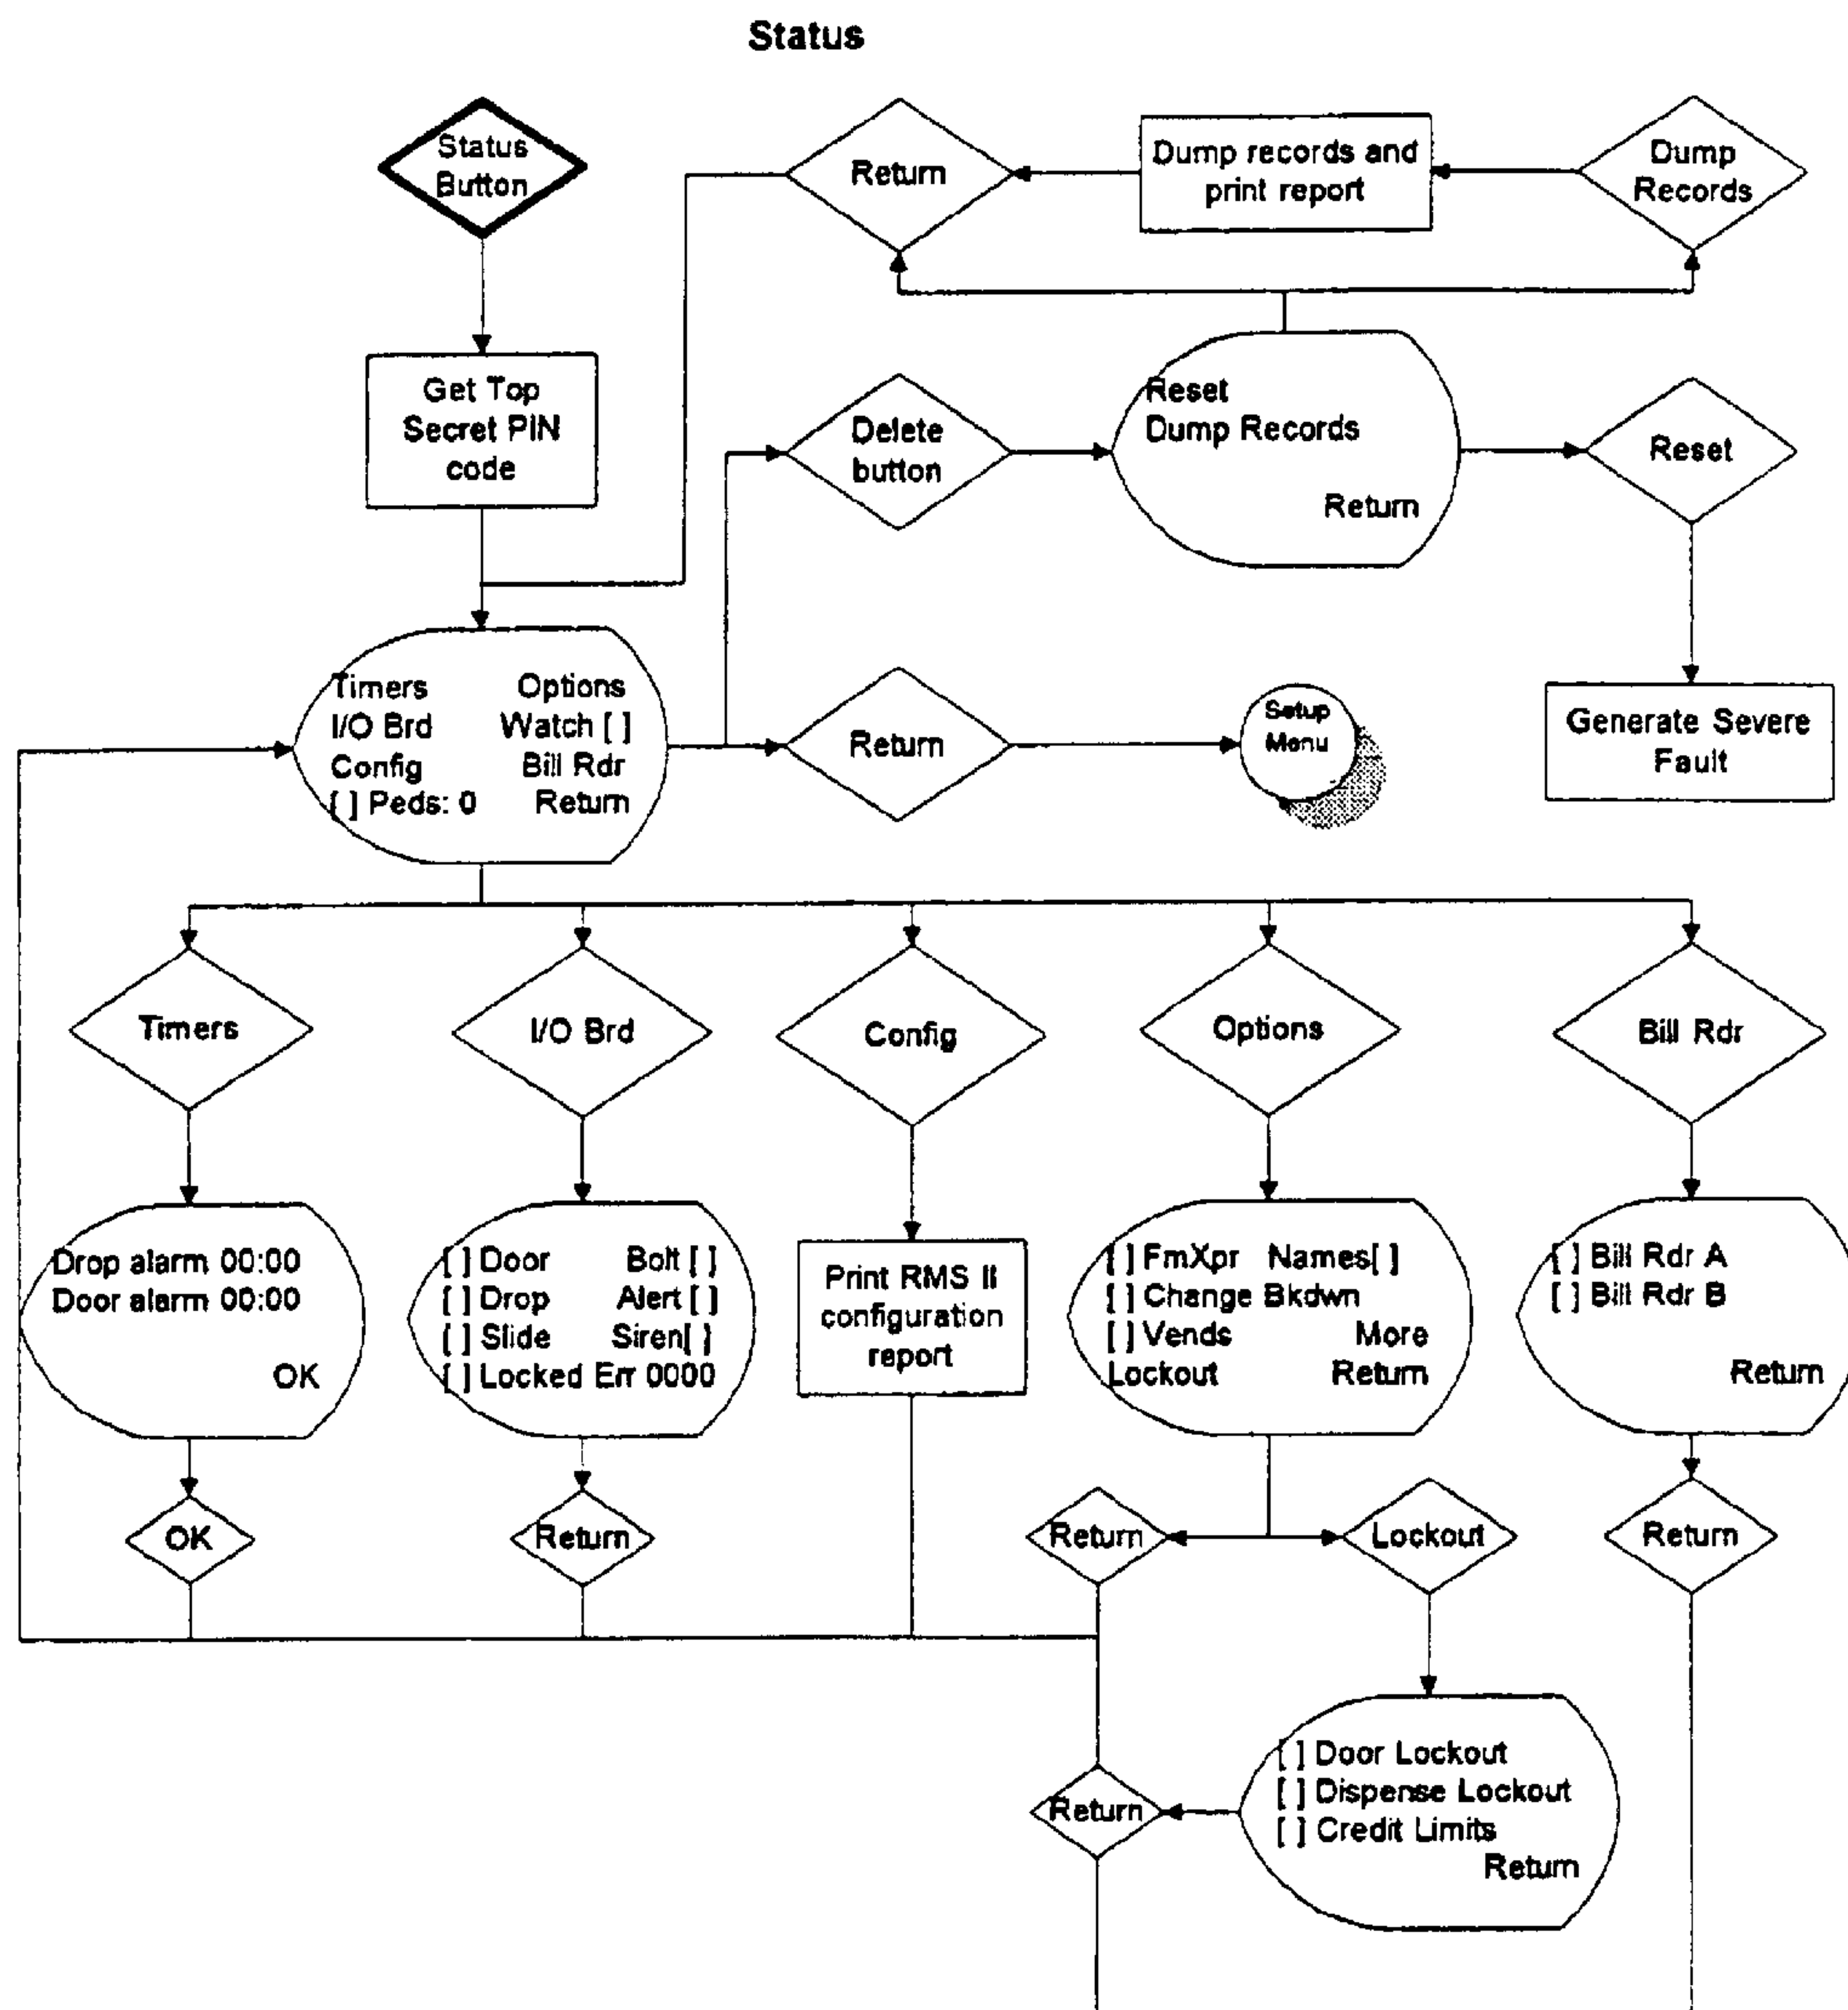 Status
Status
Button
Return
Dump records and
print report
Dump
Records
Get Top
Secret PIN
code
Delete
button
Reset
Dump Records
Return
Reset
Timers Options
I/O Brd Watch [ ]
Config Bill Rdr
[ ] Peds: 0 Return
Return
Setup
Menu
Generate Severe
Fault
Timers
I/O Brd
Config
Options
Bill Rdr
Drop alarm 00:00
Door alarm 00:00
OK
[ ] Door Bolt [ ]
[ ] Drop Alert [ ]
[ ] Slide Siren[ ]
[ ] Locked Err 0000
Print RMS II
configuration
report
[ ] FmXpr Names[ ]
[ ] Change Bkdwn
[ ] Vends More
Lockout Return
[ ] Bill Rdr A
[ ] Bill Rdr B
Return
OK
Return
Return
Lockout
Return
Return
[ ] Door Lockout
[ ] Dispense Lockout
[ ] Credit Limits
Return